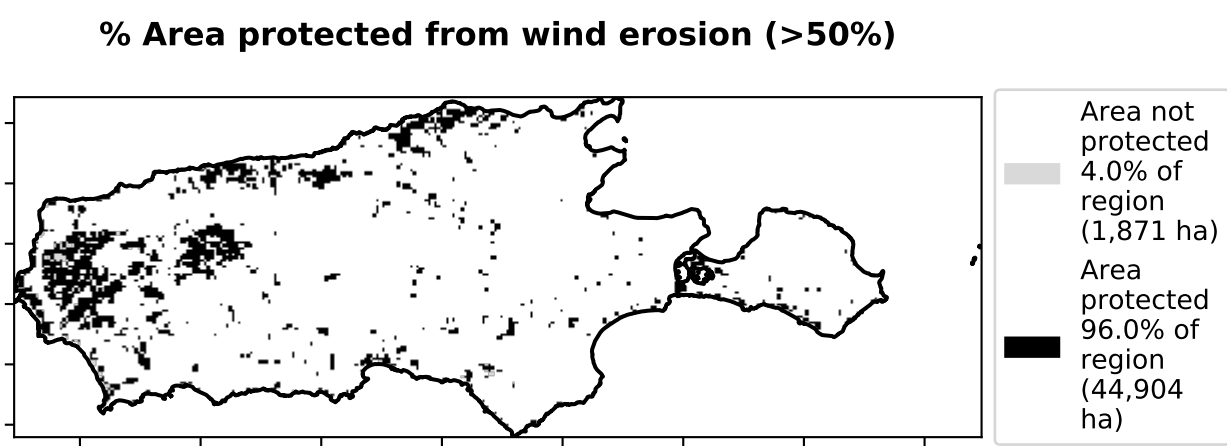 % Area protected from wind erosion (>50%)
Area not
protected
4.0% of
region
(1,871 ha)
Area
protected
96.0% of
region
(44,904
ha)